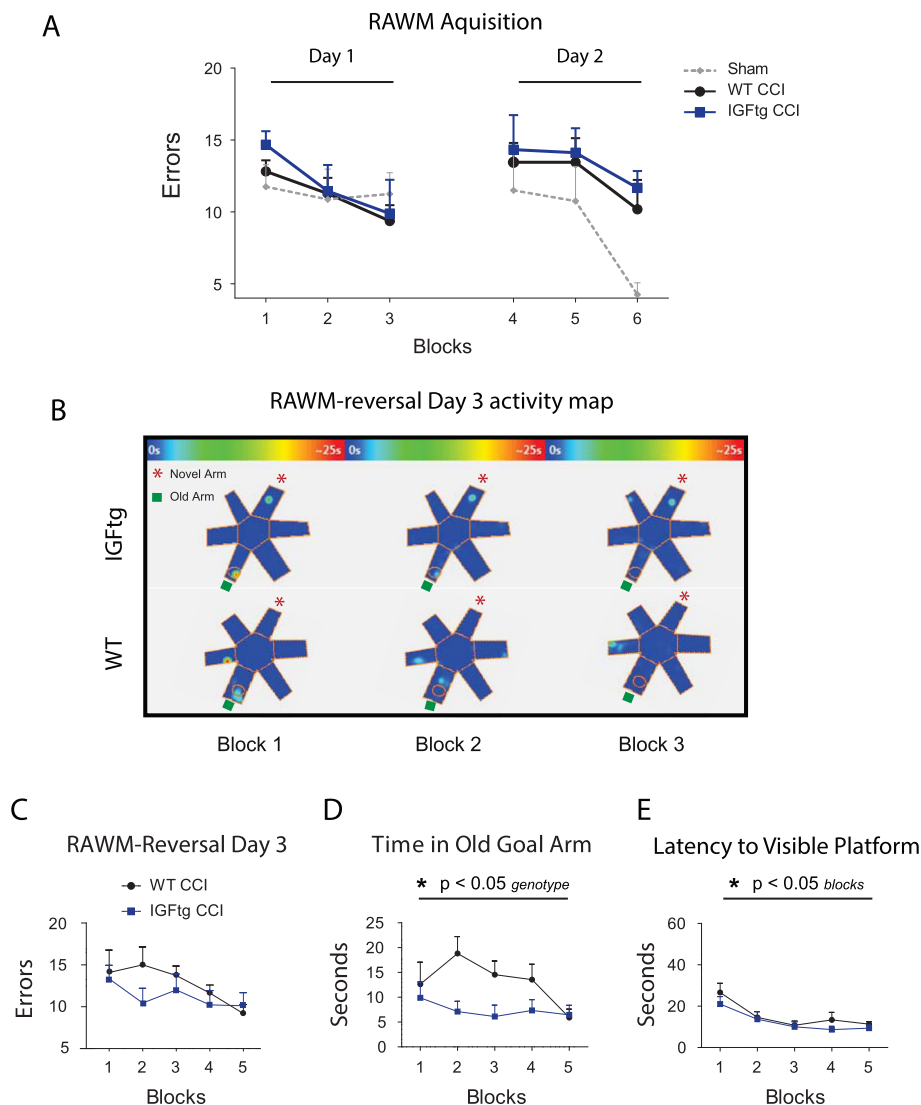 A
RAWM Aquisition
Day 1
Day 2
Sham
WT CCI
IGFtg CCI
20
15
10
5
Errors
1 2 3 4 5 6
Blocks
B
RAWM-reversal Day 3 activity map
0s ~25s 0s ~25s 0s ~25s
* Novel Arm
Old Arm
* * *
IGFtg
* * *
WT
Block 1 Block 2 Block 3
C
RAWM-Reversal Day 3
WT CCI
IGFtg CCI
20
15
10
5
Errors
1 2 3 4 5
Blocks
D
Time in Old Goal Arm
* p < 0.05 genotype
25
20
15
10
5
0
Seconds
1 2 3 4 5
Blocks
E
Latency to Visible Platform
* p < 0.05 blocks
60
40
20
0
Seconds
1 2 3 4 5
Blocks